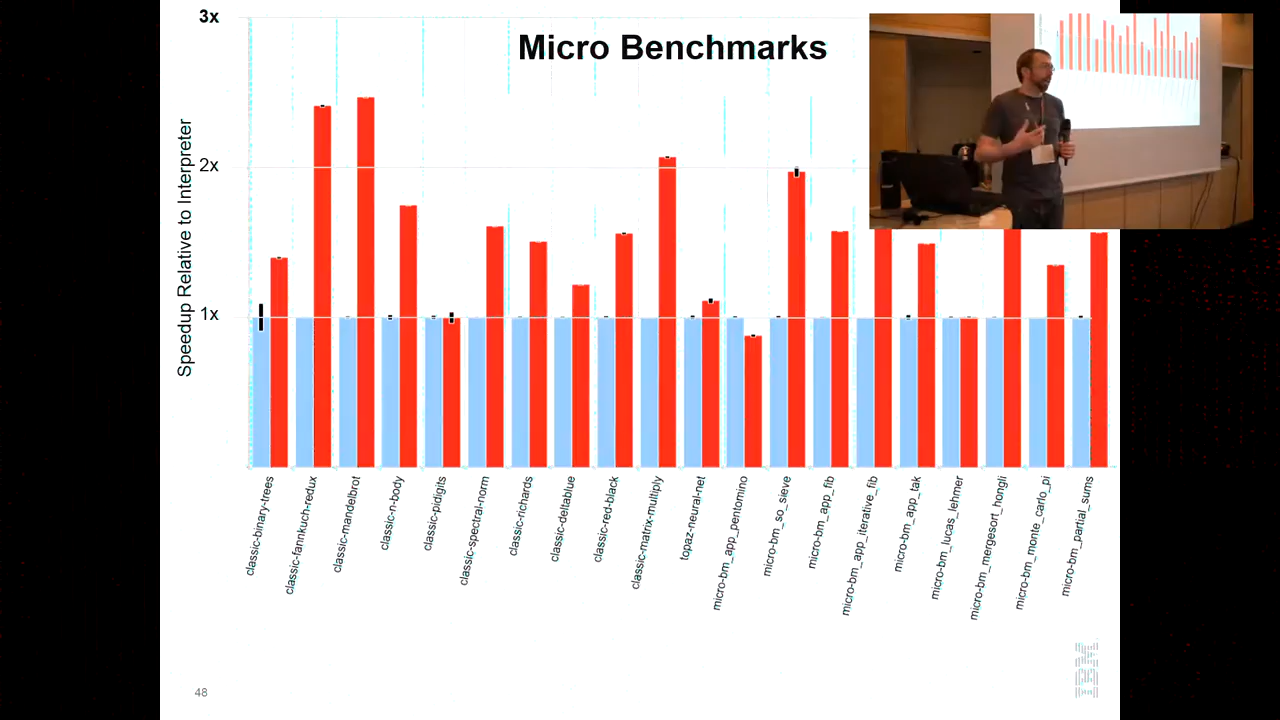 3x
Micro Benchmarks
Speedup Relative to Interpreter
2x
1x
classic-binary-trees
classic-fannkuch-redux
classic-mandelbrot
classic-n-body
classic-pidigits
classic-spectral-norm
classic-richards
classic-deltablue
classic-red-black
classic-matrix-multiply
topaz-neural-net
micro-bm_app_pentomino
micro-bm_so_sieve
micro-bm_app_fib
micro-bm_app_iterative_fib
micro-bm_app_tak
micro-bm_lucas_lehmer
micro-bm_mergesort_hongli
micro-bm_monte_carlo_pi
micro-bm_partial_sums
48
IBM